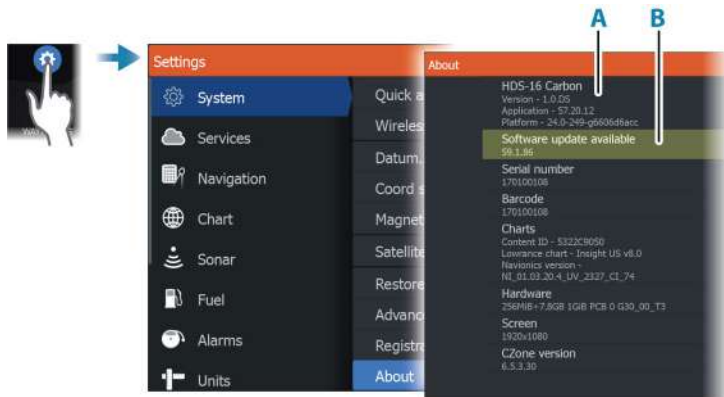 A B
Settings
System
Services
Navigation
Chart
Sonar
Fuel
Alarms
Units
Quick
Wireles
Datum.
Coord
Magnet
Satellite
Restore
Advanc
Registr
About
About
HDS-16 Carbon
Version - 1.0.DS
Application - 57.20.12
Platform - 24.0-249-g6606d6acc
Software update available
59.1.96
Serial number
170100108
Barcode
170100108
Charts
Content ID - 5322C9050
Lowrance chart - Insight US v8.0
Navionics version -
NI_01.03.20.4_UV_2327_CI_74
Hardware
256MiB+7.8GB 1GiB PCB 0 G30_00_T3
Screen
1920x1080
CZone version
6.5.3.30